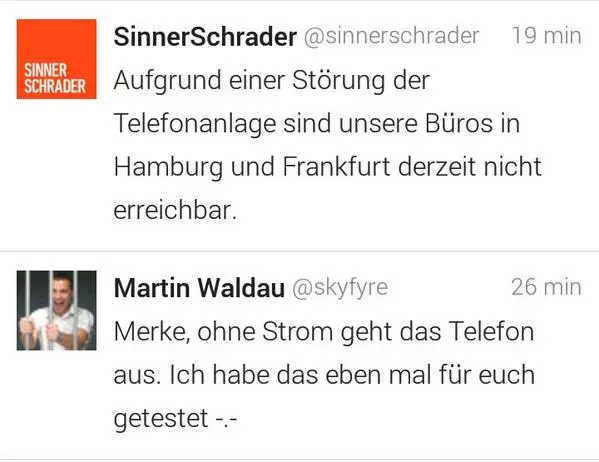 SINNER
SCHRADER
SinnerSchrader @sinnerschrader 19 min
Aufgrund einer Störung der
Telefonanlage sind unsere Büros in
Hamburg und Frankfurt derzeit nicht
erreichbar.
Martin Waldau @skyfyre 26 min
Merke, ohne Strom geht das Telefon
aus. Ich habe das eben mal für euch
getestet -.-